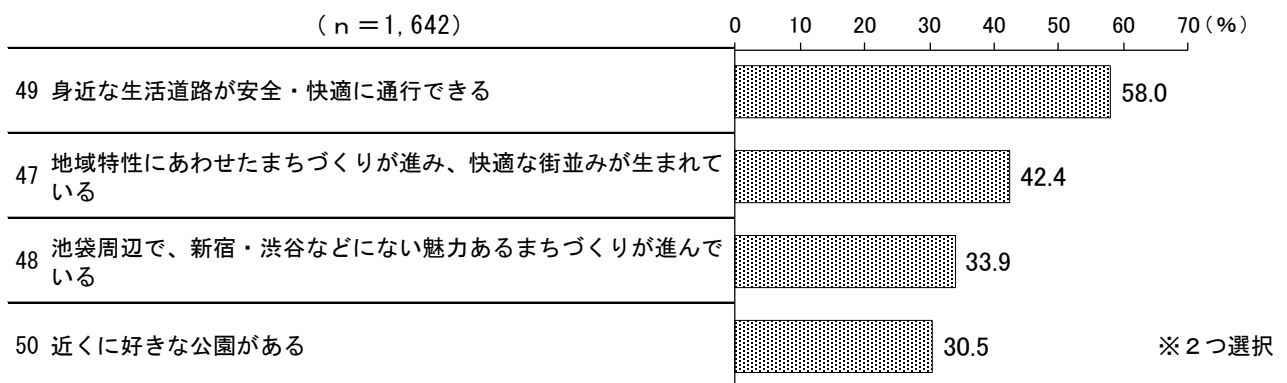 （ｎ＝1,642）
0 10 20 30 40 50 60 70（％）
49 身近な生活道路が安全・快適に通行できる
58.0
47 地域特性にあわせたまちづくりが進み、快適な街並みが生まれて
いる
42.4
48 池袋周辺で、新宿・渋谷などにない魅力あるまちづくりが進んで
いる
33.9
50 近くに好きな公園がある
30.5
※２つ選択